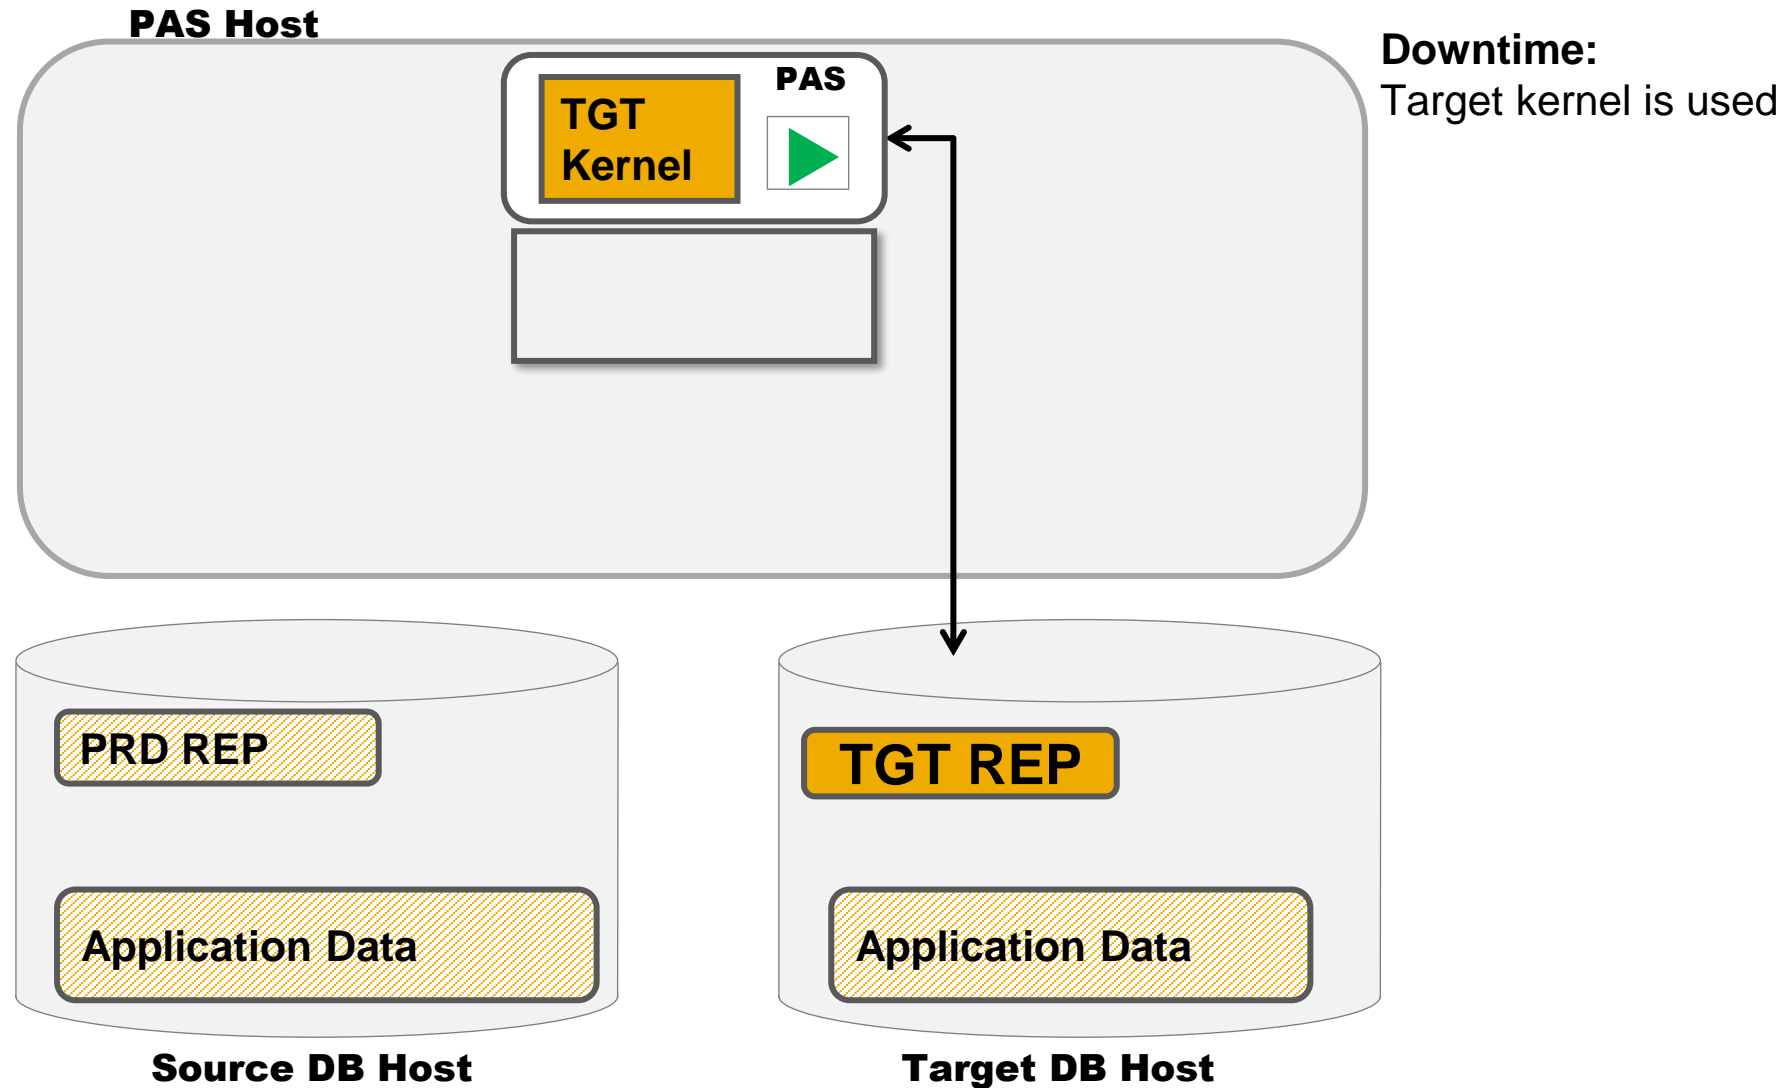 PAS Host
Downtime:
Target kernel is used
PAS
TGT
Kernel
PRD REP
TGT REP
Application Data
Application Data
Source DB Host
Target DB Host